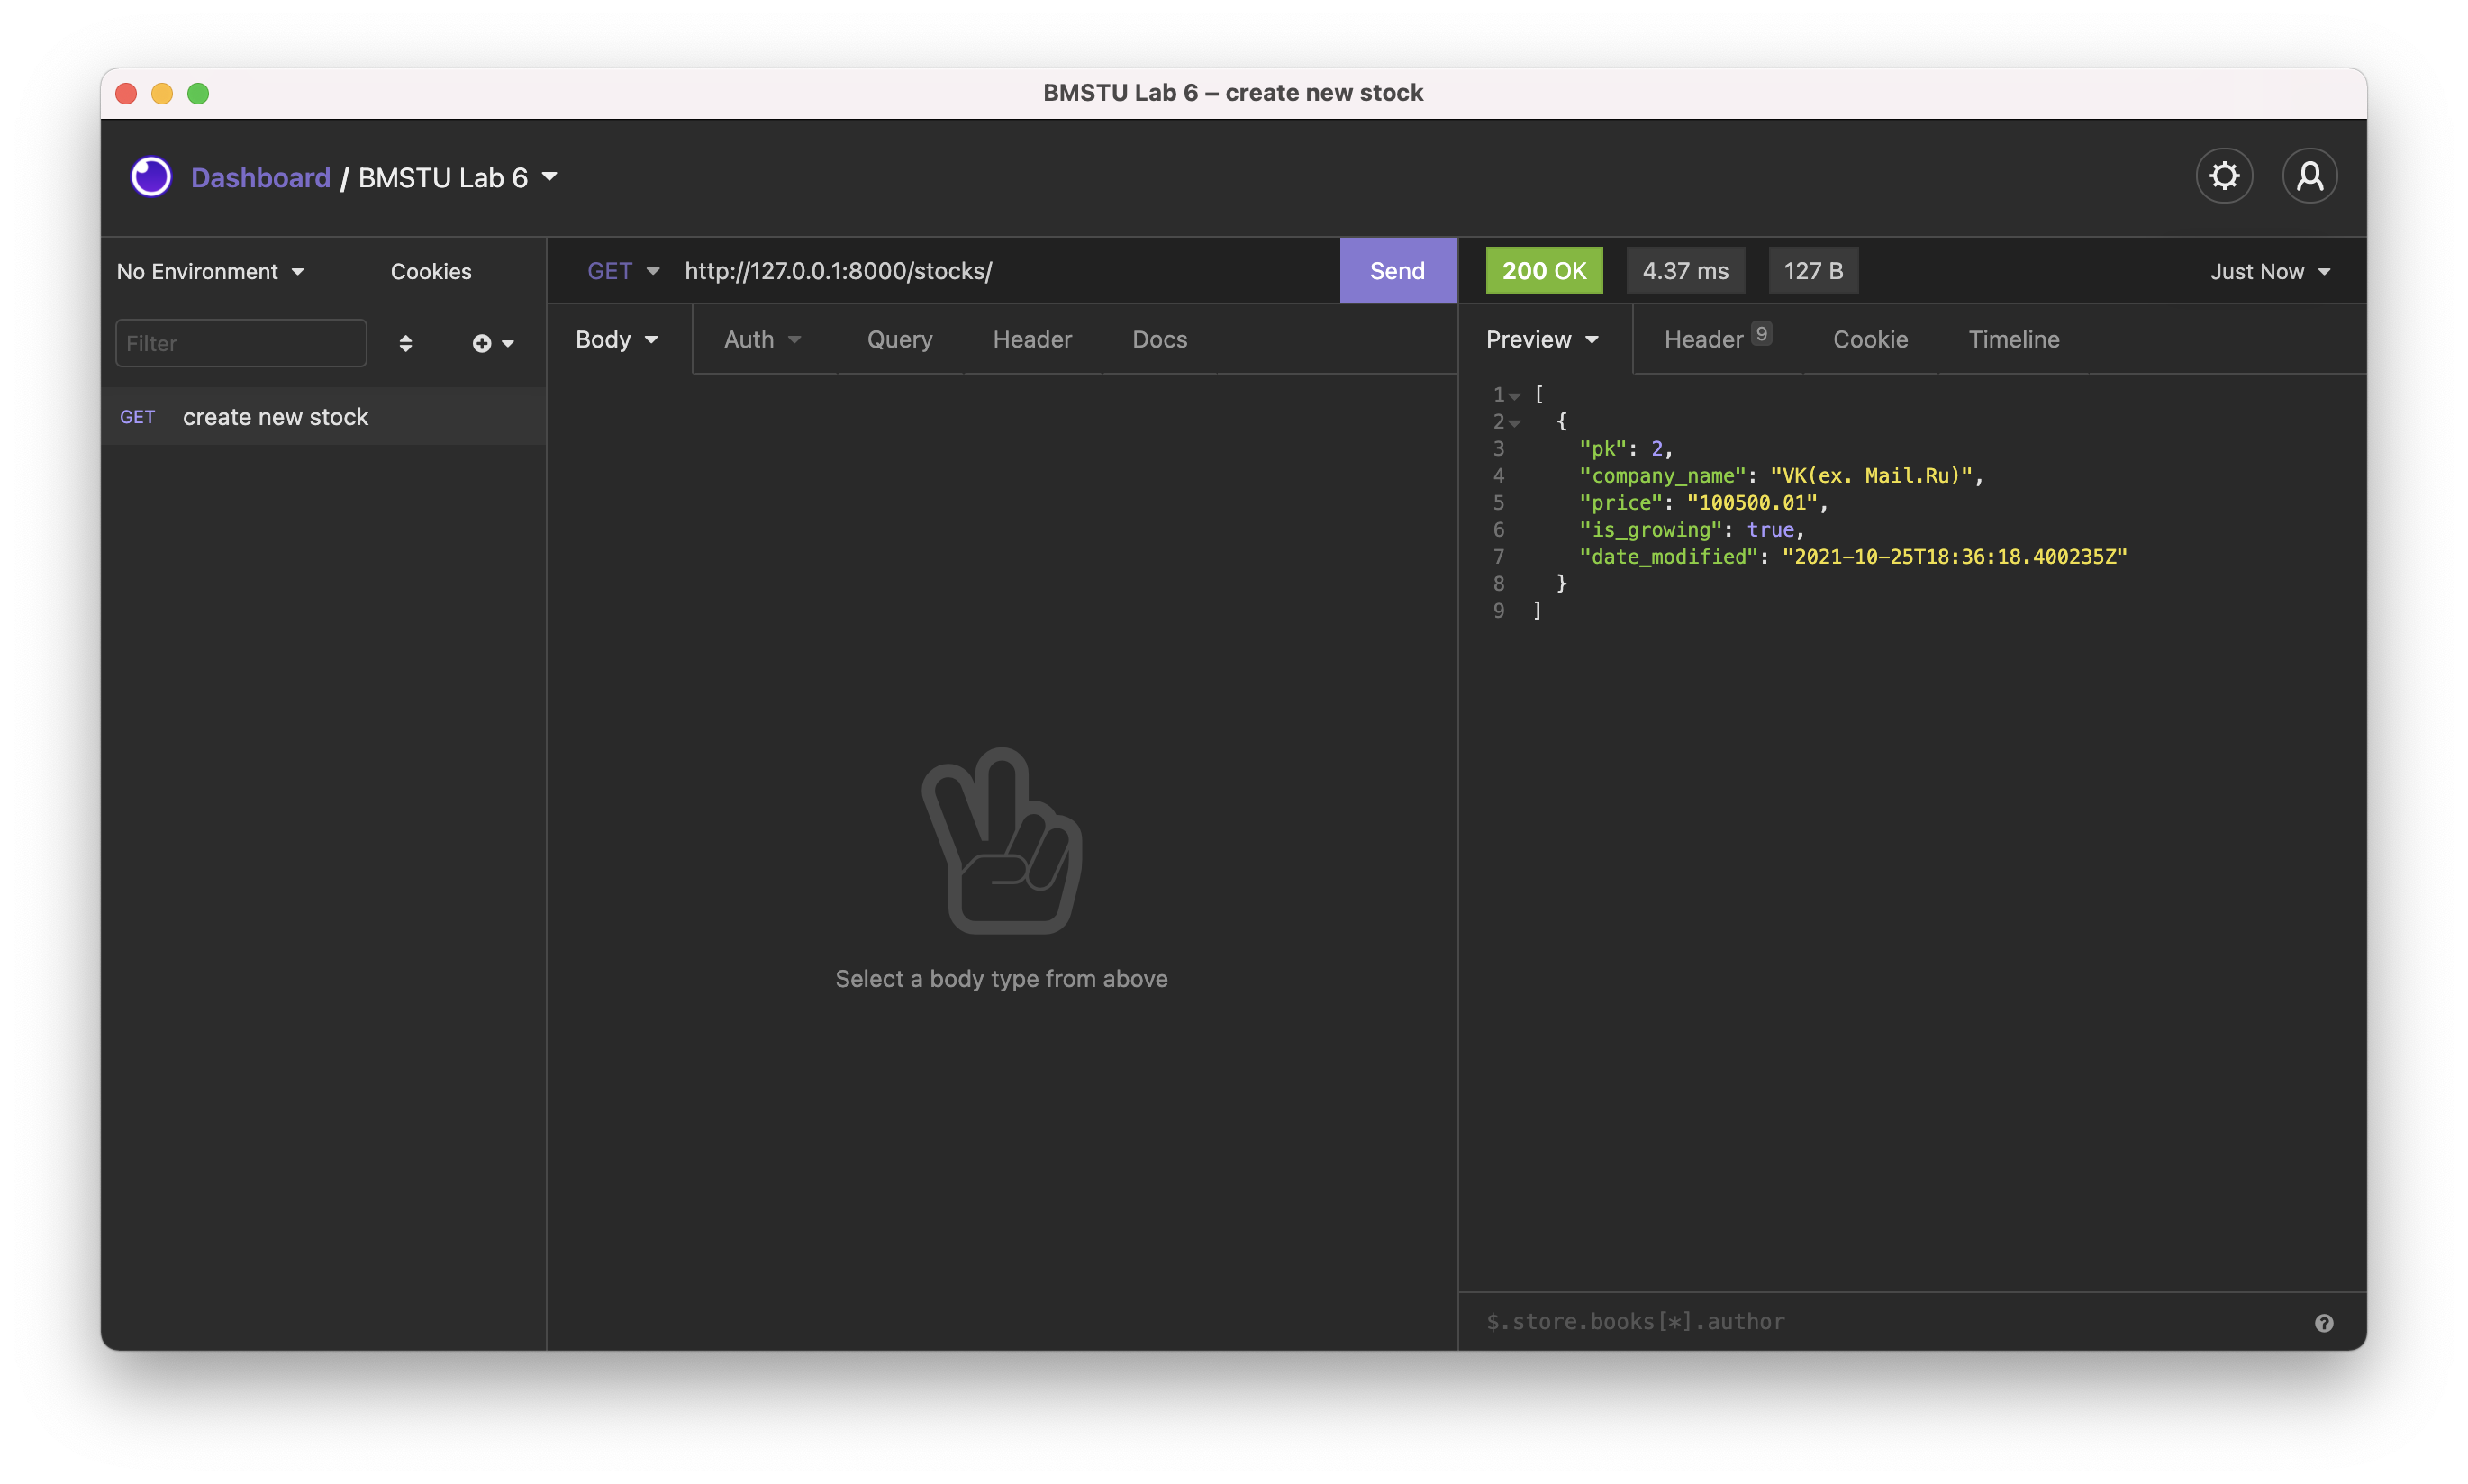 BMSTU Lab 6 – create new stock
Dashboard / BMSTU Lab 6
No Environment
Cookies
Filter
GET create new stock
GET http://127.0.0.1:8000/stocks/
Send
Body
Auth
Query
Header
Docs
Select a body type from above
200 OK
4.37 ms
127 B
Just Now
Preview
Header 9
Cookie
Timeline
1 [
2 {
3 "pk": 2,
4 "company_name": "VK(ex. Mail.Ru)",
5 "price": "100500.01",
6 "is_growing": true,
7 "date_modified": "2021-10-25T18:36:18.400235Z"
8 }
9 ]
$.store.books[*].author
?